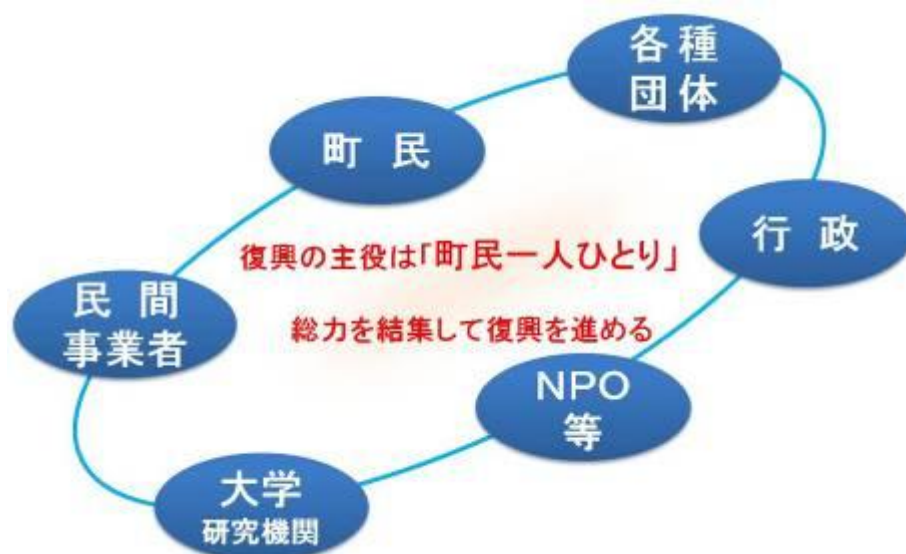 各種
団体
町 民
行 政
復興の主役は「町民一人ひとり」
民 間
事業者
総力を結集して復興を進める
NPO
等
大学
研究機関